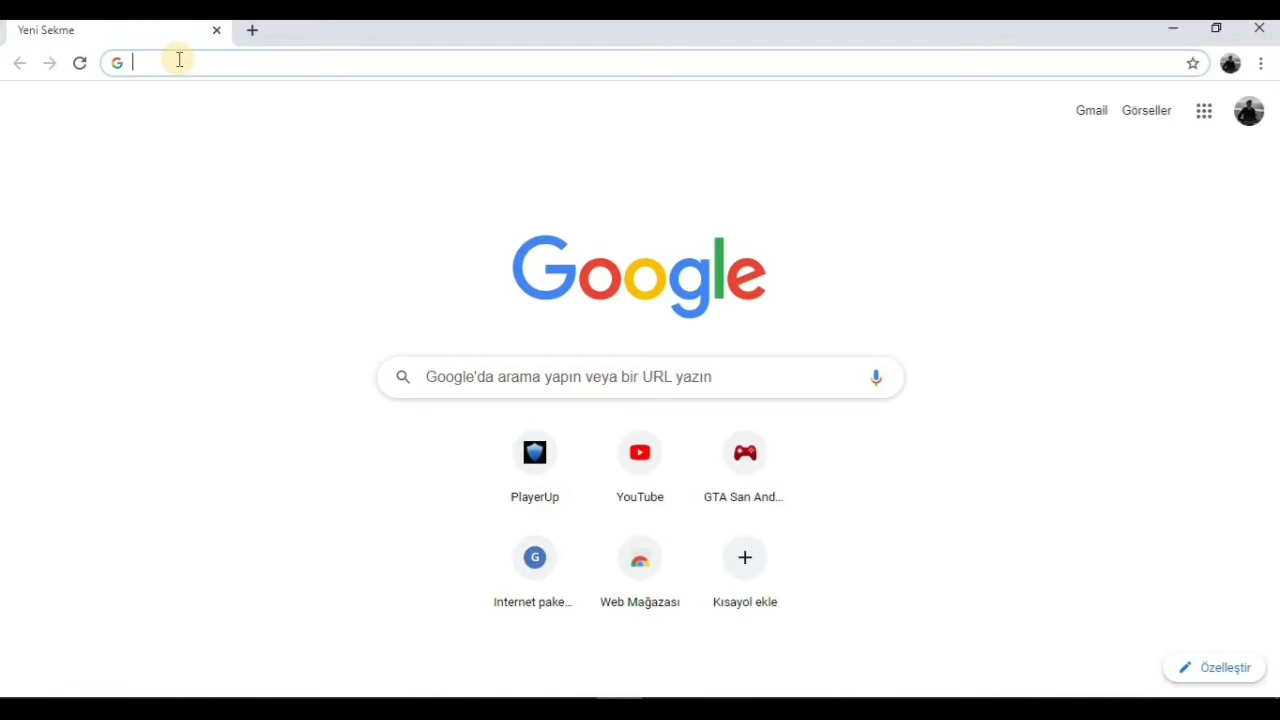 Yeni Sekme
Gmail Görseller
Google
Google'da arama yapın veya bir URL yazın
PlayerUp YouTube GTA San And...
G
Internet pake... Web Mağazası Kısayol ekle
Özelleştir